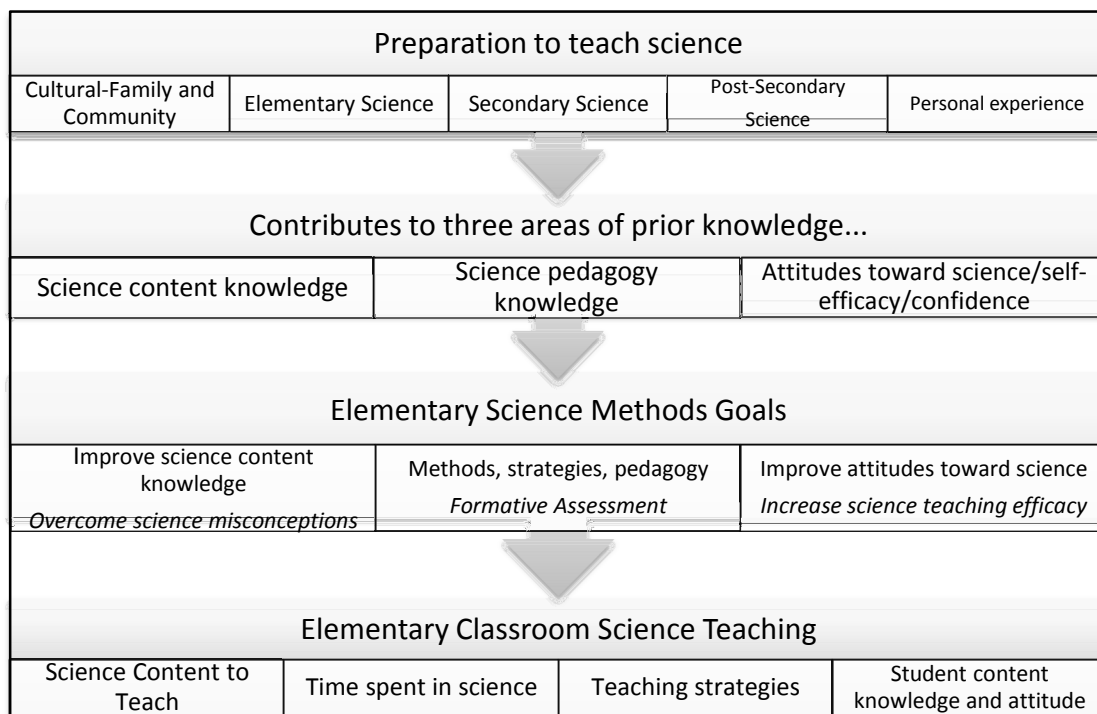 Preparation to teach science
Cultural-Family and
Community
Elementary Science
Secondary Science
Post-Secondary
Science
Personal experience
Contributes to three areas of prior knowledge...
Science content knowledge
Science pedagogy
knowledge
Attitudes toward science/self-
efficacy/confidence
Elementary Science Methods Goals
Improve science content
knowledge
Overcome science misconceptions
Methods, strategies, pedagogy
Formative Assessment
Improve attitudes toward science
Increase science teaching efficacy
Elementary Classroom Science Teaching
Science Content to
Teach
Time spent in science
Teaching strategies
Student content
knowledge and attitude